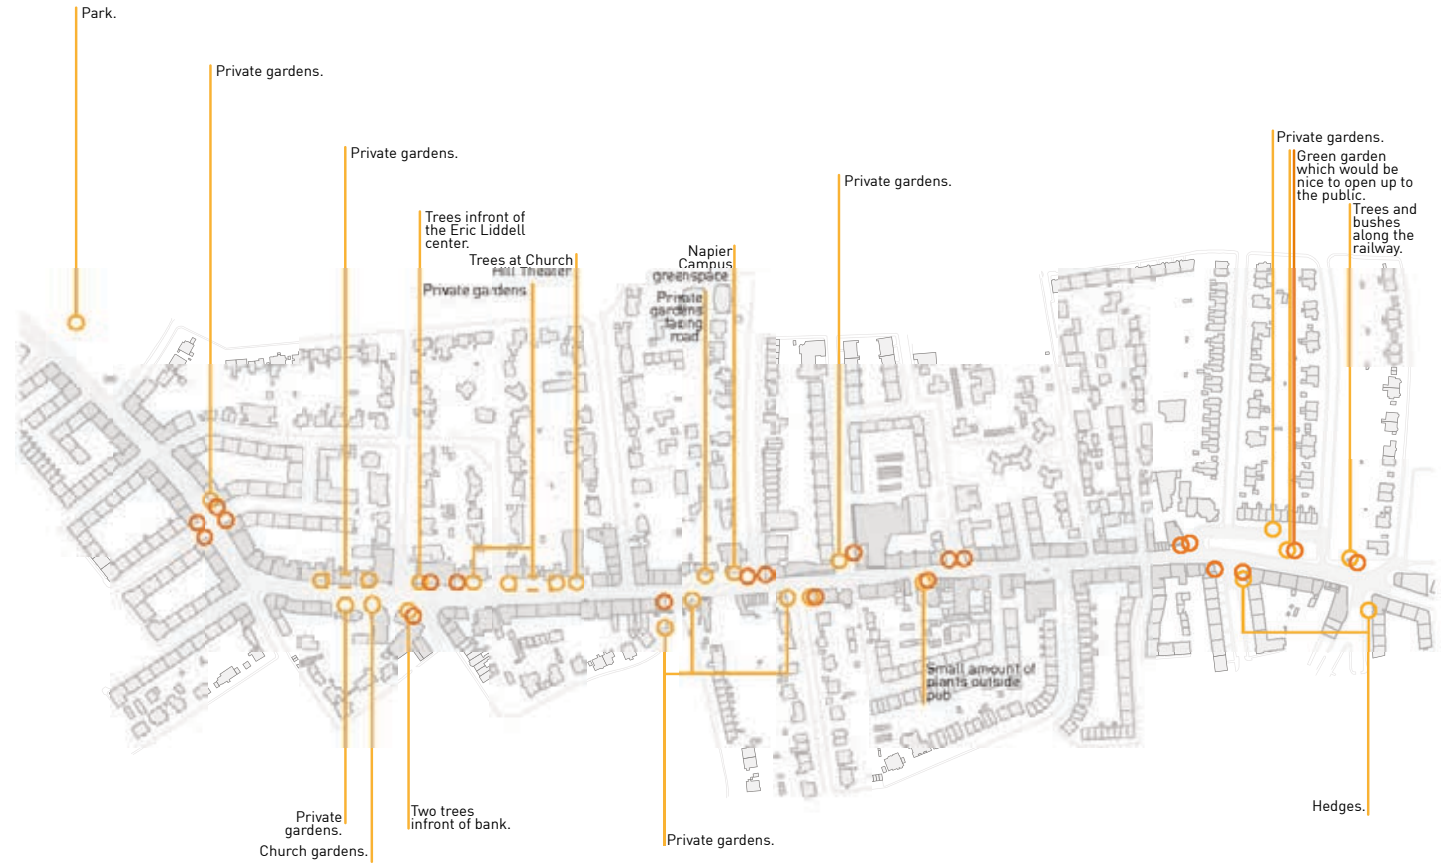 Park.
Private gardens.
Private gardens.
Trees infront of
the Eric Liddell
center.
Trees at Church
Hill Theater.
Private gardens.
Napier
Campus
greenspace
Private
gardens
facing
road.
Private gardens.
Private gardens.
Green garden
which would be
nice to open up to
the public.
Trees and
bushes
along the
railway.
Small amount of
plants outside
pub.
Private
gardens.
Church gardens.
Two trees
infront of bank.
Private gardens.
Hedges.